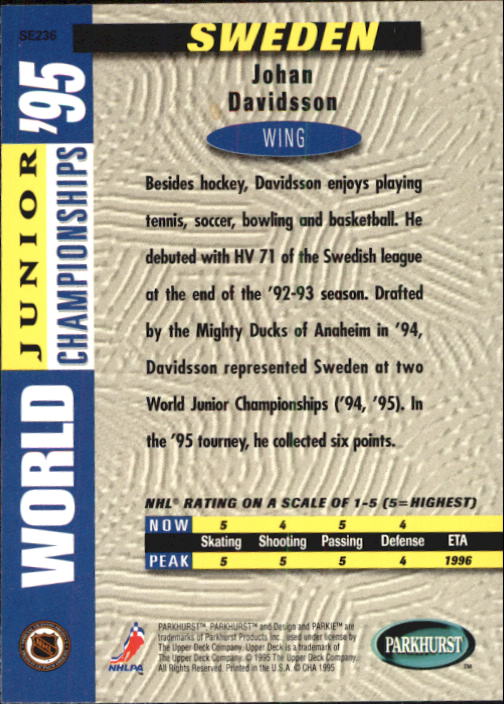 SE236
SWEDEN
Johan
Davidsson
WING
WORLD JUNIOR CHAMPIONSHIPS '95
Besides hockey, Davidsson enjoys playing
tennis, soccer, bowling and basketball. He
debuted with HV 71 of the Swedish league
at the end of the '92-93 season. Drafted
by the Mighty Ducks of Anaheim in '94,
Davidsson represented Sweden at two
World Junior Championships ('94, '95). In
the '95 tourney, he collected six points.
NHL® RATING ON A SCALE OF 1-5 (5=HIGHEST)
NOW 5 4 5 4
Skating Shooting Passing Defense ETA
PEAK 5 5 5 4 1996
PARKHURST™, PARKHURST™ and Design and PARKIE™ are
trademarks of Parkhurst Products Inc., used under license by
The Upper Deck Company. Upper Deck is a trademark of
The Upper Deck Company. © 1995 The Upper Deck Company.
All Rights Reserved. Printed in the U.S.A. © CHA 1995
NHL
NHLPA
PARKHURST™